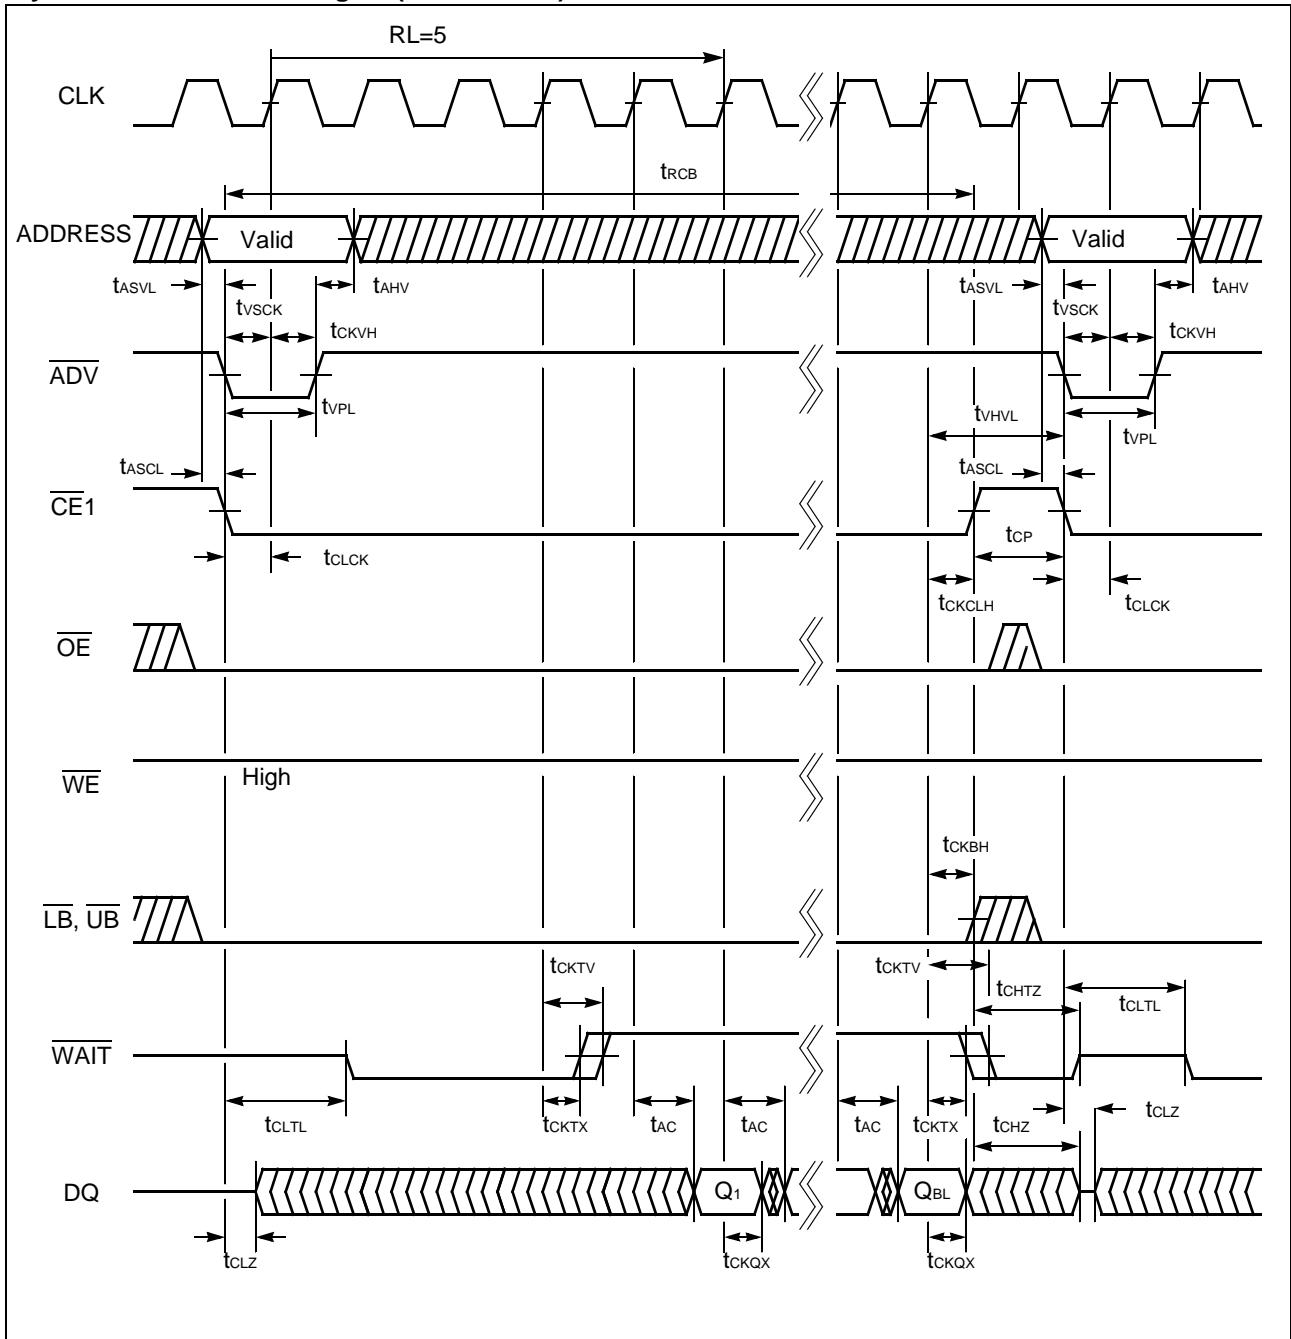 RL=5
CLK
tRCB
ADDRESS
Valid
Valid
tASVL
tAHV
tASVL
tAHV
tVSCK
tVSCK
tCKVH
tCKVH
ADV
tVPL
tVHVL
tVPL
tASCL
tASCL
CE1
tCP
tCLCK
tCKCLH
tCLCK
OE
WE
High
tCKBH
LB, UB
tCKTV
tCKTV
tCHTZ
tCLTL
WAIT
tCLTL
tCKTX
tAC
tAC
tAC
tCKTX
tCHZ
tCLZ
DQ
Q1
QBL
tCLZ
tCKQX
tCKQX